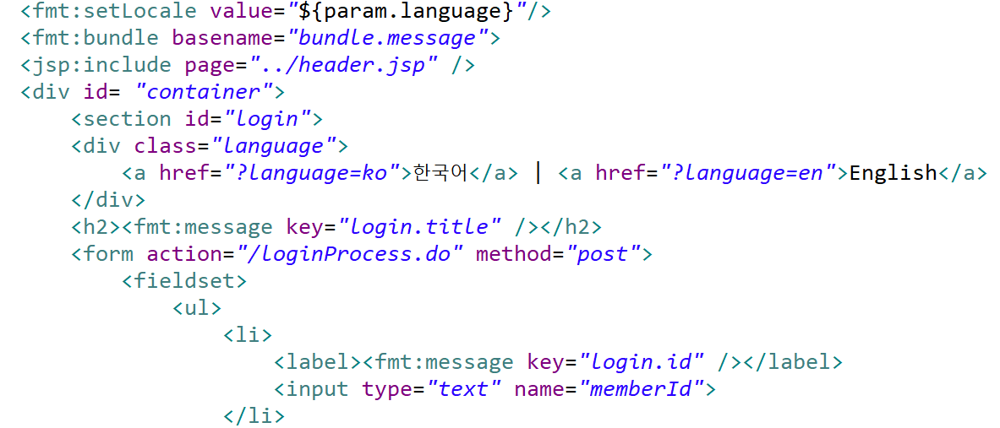 <fmt:setLocale value="${param.language}"/>
<fmt:bundle basename="bundle.message">
<jsp:include page="../header.jsp" />
<div id= "container">
    <section id="login">
    <div class="language">
        <a href="?language=ko">한국어</a> | <a href="?language=en">English</a>
    </div>
    <h2><fmt:message key="login.title" /></h2>
    <form action="/loginProcess.do" method="post">
        <fieldset>
            <ul>
                <li>
                    <label><fmt:message key="login.id" /></label>
                    <input type="text" name="memberId">
                </li>